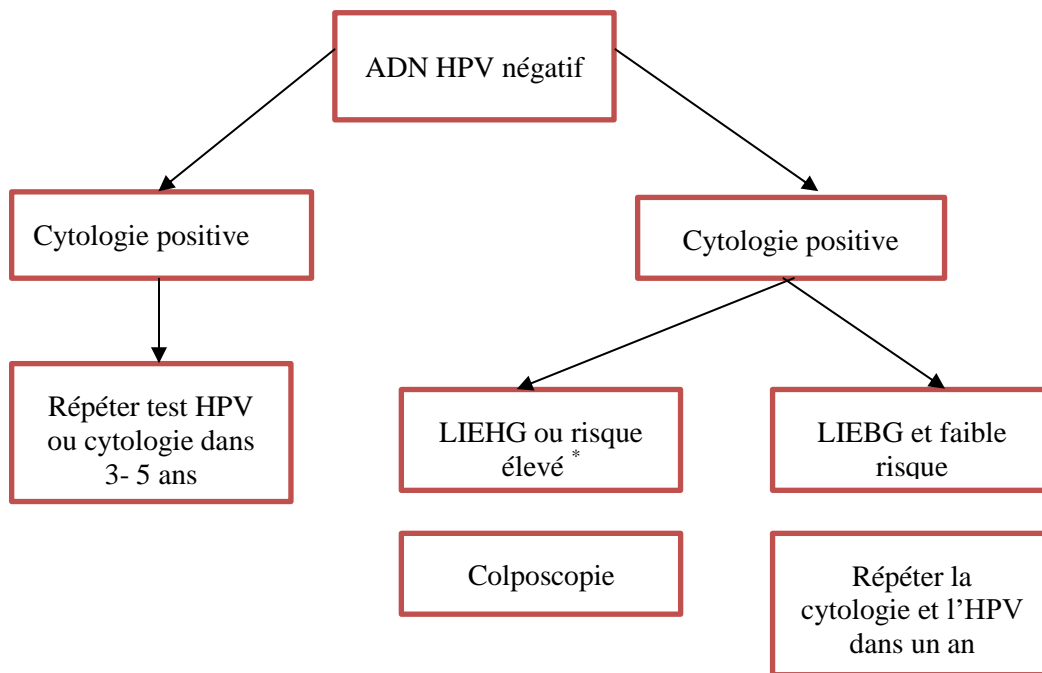 ADN HPV négatif
Cytologie positive
Cytologie positive
Répéter test HPV
ou cytologie dans
3- 5 ans
LIEHG ou risque
élevé *
LIEBG et faible
risque
Colposcopie
Répéter la
cytologie et l’HPV
dans un an